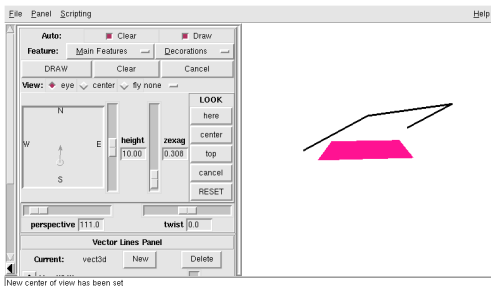 File Panel Scripting Help
Auto: Clear Draw
Feature: Main Features Decorations
DRAW Clear Cancel
View: eye center fly none
LOOK
here
N
W E
S
height
10.00
zexag
0.308
center
top
cancel
RESET
perspective 111.0 twist 0.0
Vector Lines Panel
Current: vect3d New Delete
New center of view has been set